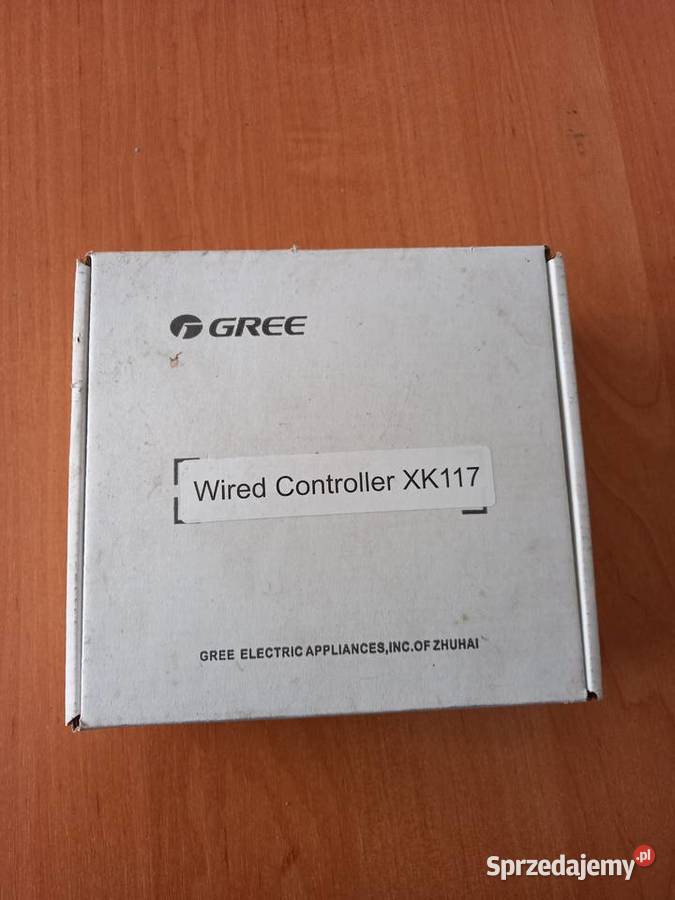 GREE
Wired Controller XK117
GREE ELECTRIC APPLIANCES,INC.OF ZHUHAI
Sprzedajemy.pl